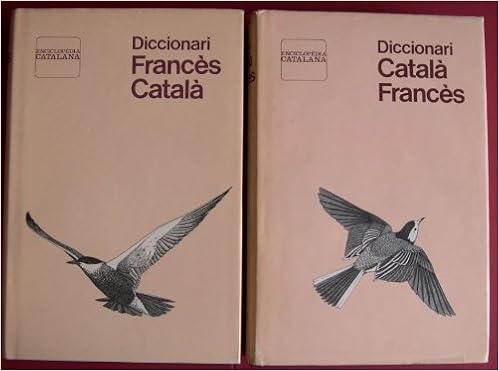 ENCICLOPÈDIA
CATALANA
Diccionari
Francès
Català
ENCICLOPÈDIA
CATALANA
Diccionari
Català
Francès